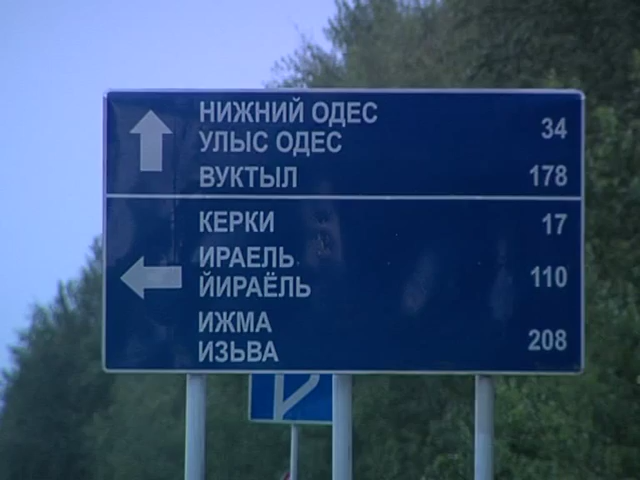 НИЖНИЙ ОДЕС
УЛЫС ОДЕС 34
ВУКТЫЛ 178
КЕРКИ 17
ИРАЕЛЬ
ЙИРАЁЛЬ 110
ИЖМА
ИЗЬВА 208